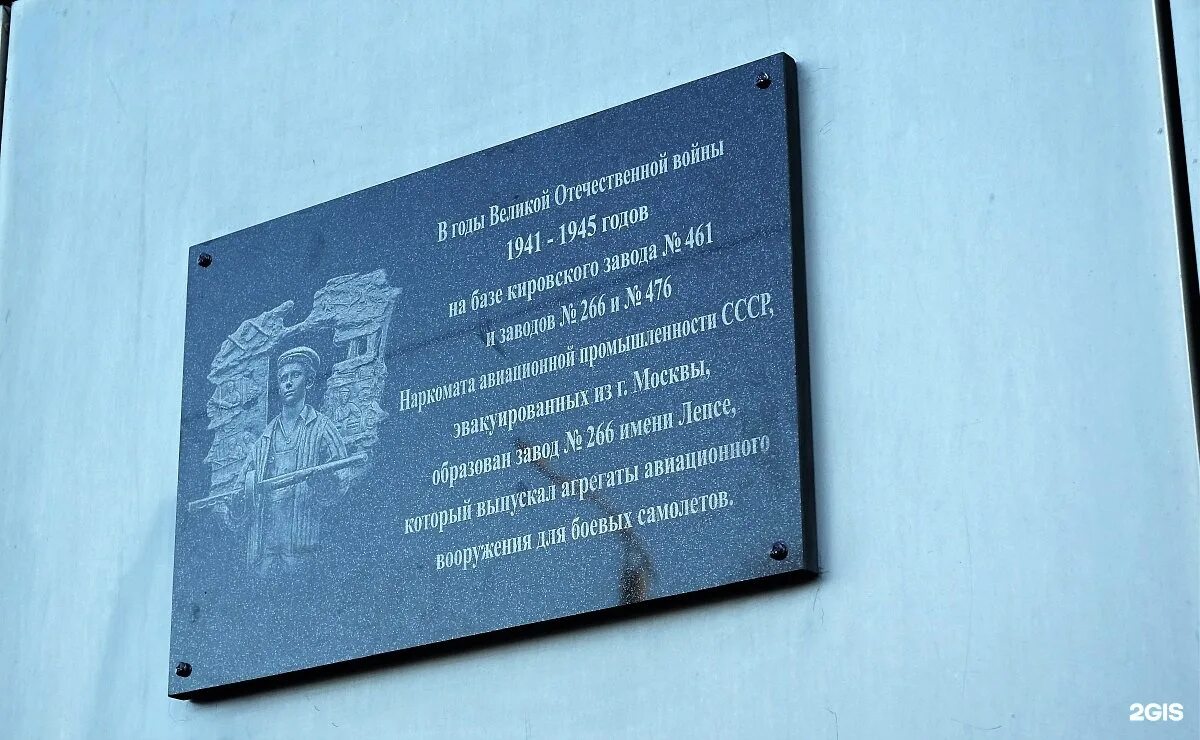 В годы Великой Отечественной войны
1941 - 1945 годов
на базе кировского завода № 461
и заводов № 266 и № 476
Наркомата авиационной промышленности СССР,
эвакуированных из г. Москвы,
образован завод № 266 имени Лепсе,
который выпускал агрегаты авиационного
вооружения для боевых самолетов.
2GIS